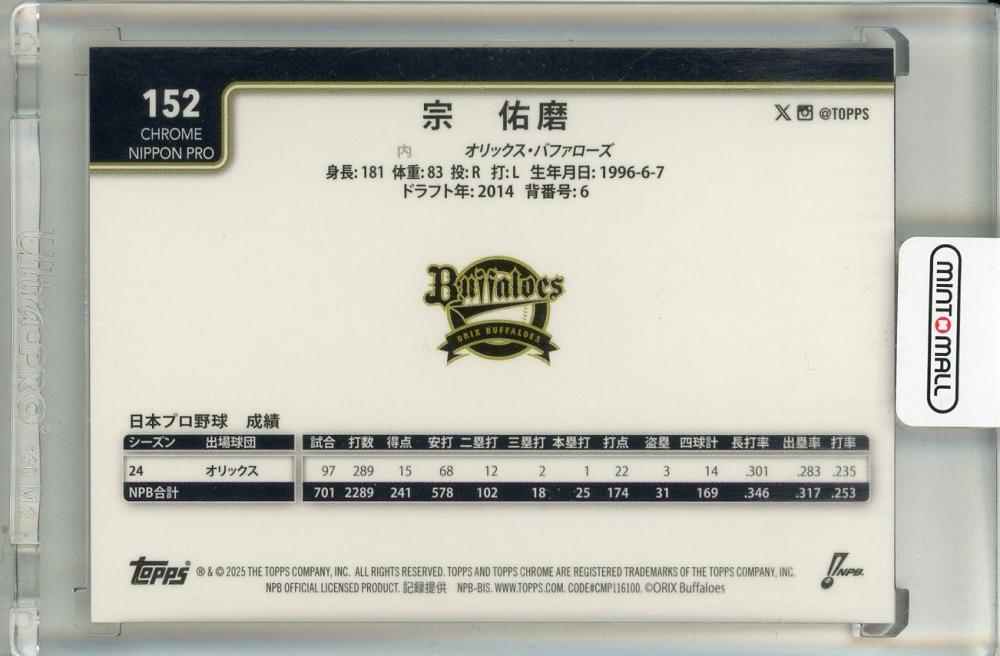 152
CHROME
NIPPON PRO
宗 佑磨
@TOPPS
内 オリックス・バファローズ
身長: 181 体重: 83 投: R 打: L 生年月日: 1996-6-7
ドラフト年: 2014 背番号: 6
Buffaloes
ORIX BUFFALOES
MINT MALL
Ultra·PRO
日本プロ野球 成績
シーズン 出場球団 試合 打数 得点 安打 二塁打 三塁打 本塁打 打点 盗塁 四球計 長打率 出塁率 打率
24 オリックス 97 289 15 68 12 2 1 22 3 14 .301 .283 .235
NPB合計 701 2289 241 578 102 18 25 174 31 169 .346 .317 .253
Topps ® & © 2025 THE TOPPS COMPANY, INC. ALL RIGHTS RESERVED. TOPPS AND TOPPS CHROME ARE REGISTERED TRADEMARKS OF THE TOPPS COMPANY, INC.
NPB OFFICIAL LICENSED PRODUCT. 記録提供 NPB-BIS. WWW.TOPPS.COM. CODE#CMP116100. ©ORIX Buffaloes
NPB